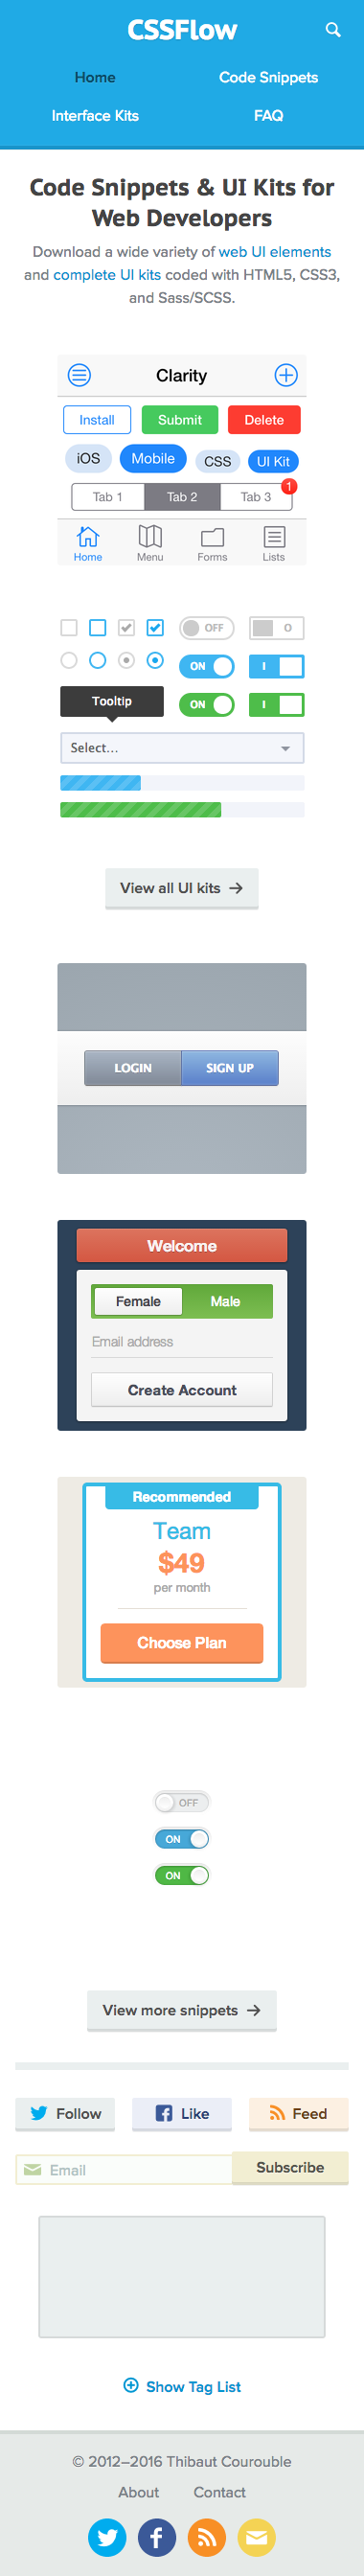 CSSFlow
Home Code Snippets
Interface Kits FAQ
Code Snippets & UI Kits for
Web Developers
Download a wide variety of web UI elements
and complete UI kits coded with HTML5, CSS3,
and Sass/SCSS.
Clarity
Install Submit Delete
iOS Mobile CSS UI Kit
Tab 1 Tab 2 Tab 3 1
Home Menu Forms Lists
OFF O
ON I
Tooltip ON I
Select...
View all UI kits →
LOGIN SIGN UP
Welcome
Female Male
Email address
Create Account
Recommended
Team
$49
per month
Choose Plan
OFF
ON
ON
View more snippets →
Follow Like Feed
Email Subscribe
Show Tag List
© 2012–2016 Thibaut Courouble
About Contact